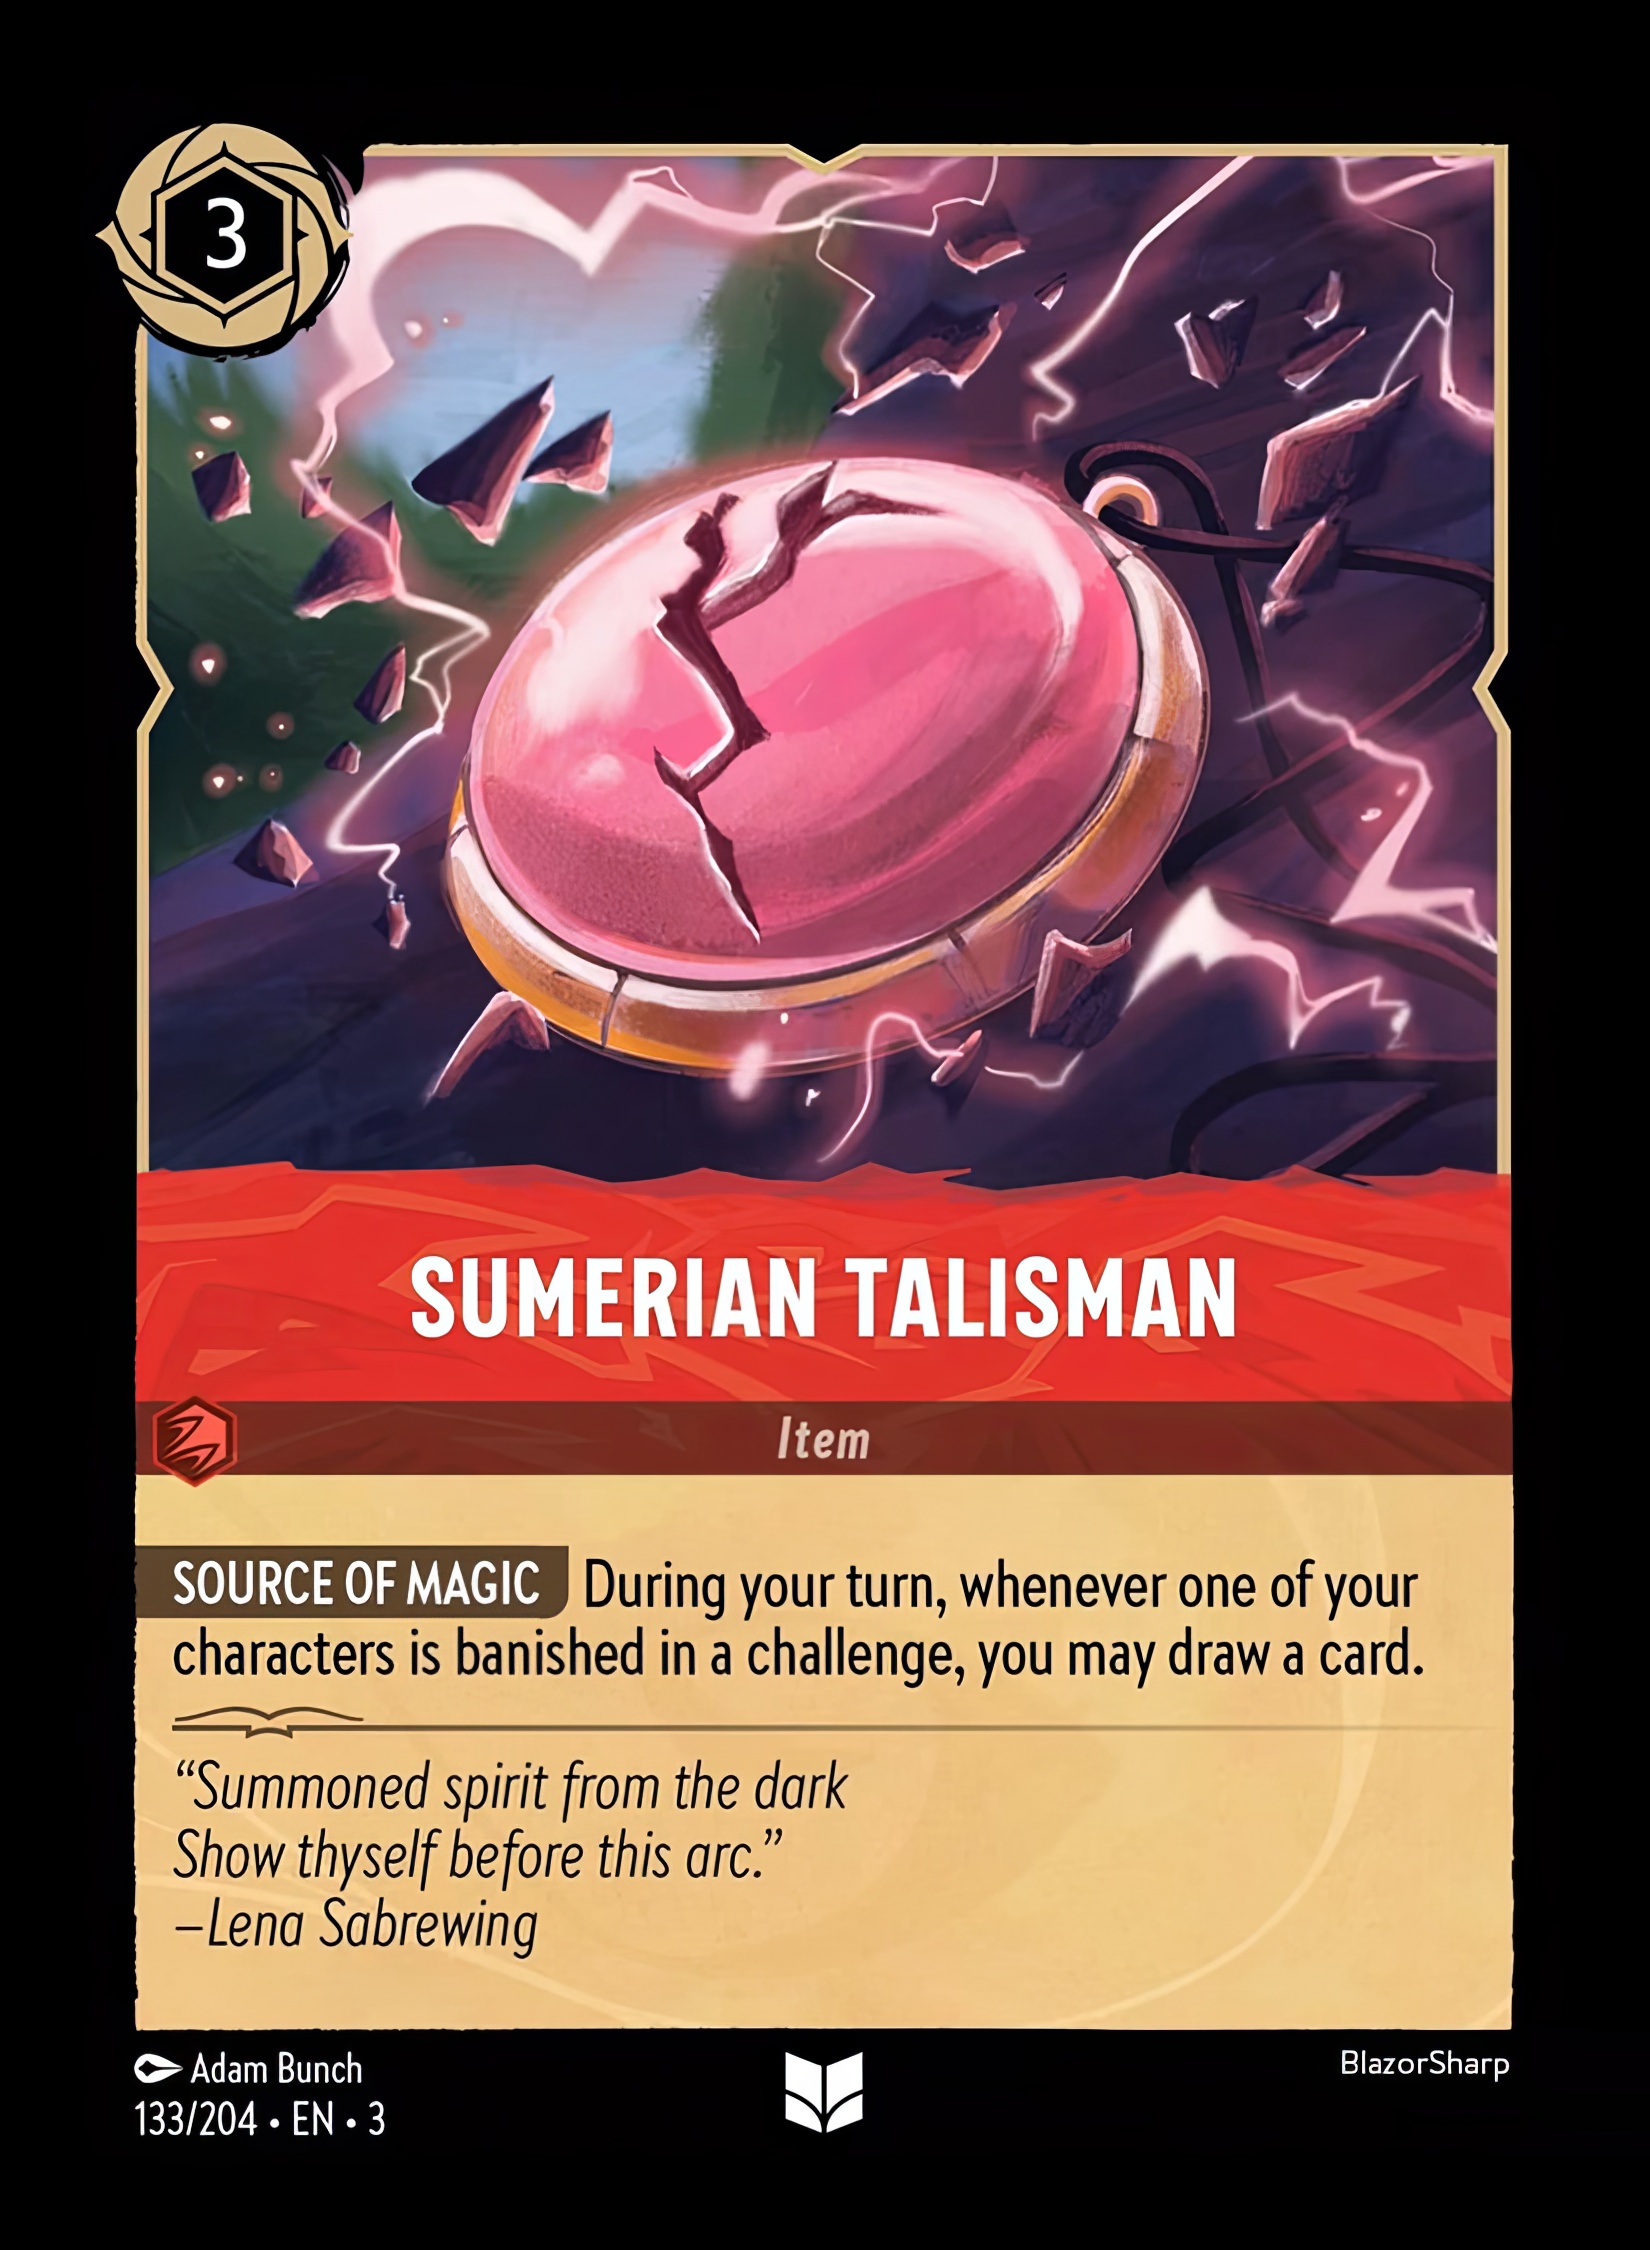 3
SUMERIAN TALISMAN
Item
SOURCE OF MAGIC During your turn, whenever one of your
characters is banished in a challenge, you may draw a card.
“Summoned spirit from the dark
Show thyself before this arc.”
—Lena Sabrewing
Adam Bunch
BlazorSharp
133/204 • EN • 3